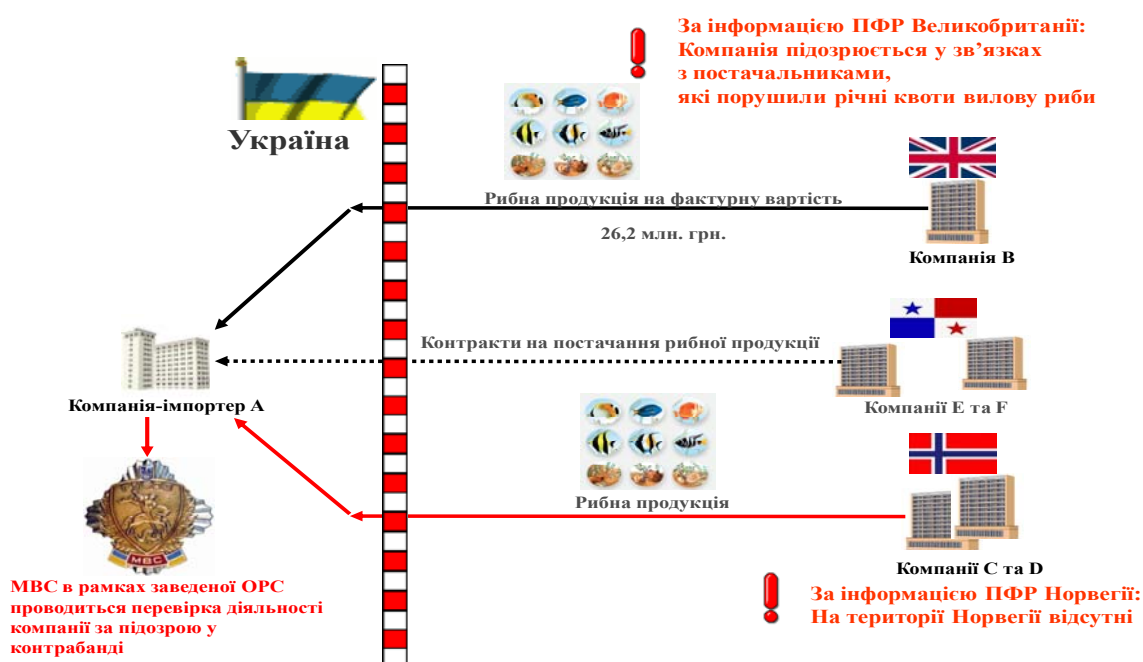 За інформацією ПФР Великобританії:
Компанія підозрюється у зв’язках
з постачальниками,
які порушили річні квоти вилову риби
Україна
Рибна продукція на фактурну вартість
26,2 млн. грн.
Компанія В
Контракти на постачання рибної продукції
Компанія-імпортер А
Компанії Е та F
Рибна продукція
МВС
Компанії С та D
МВС в рамках заведеної ОРС
проводиться перевірка діяльності
компанії за підозрою у
контрабанді
За інформацією ПФР Норвегії:
На території Норвегії відсутні